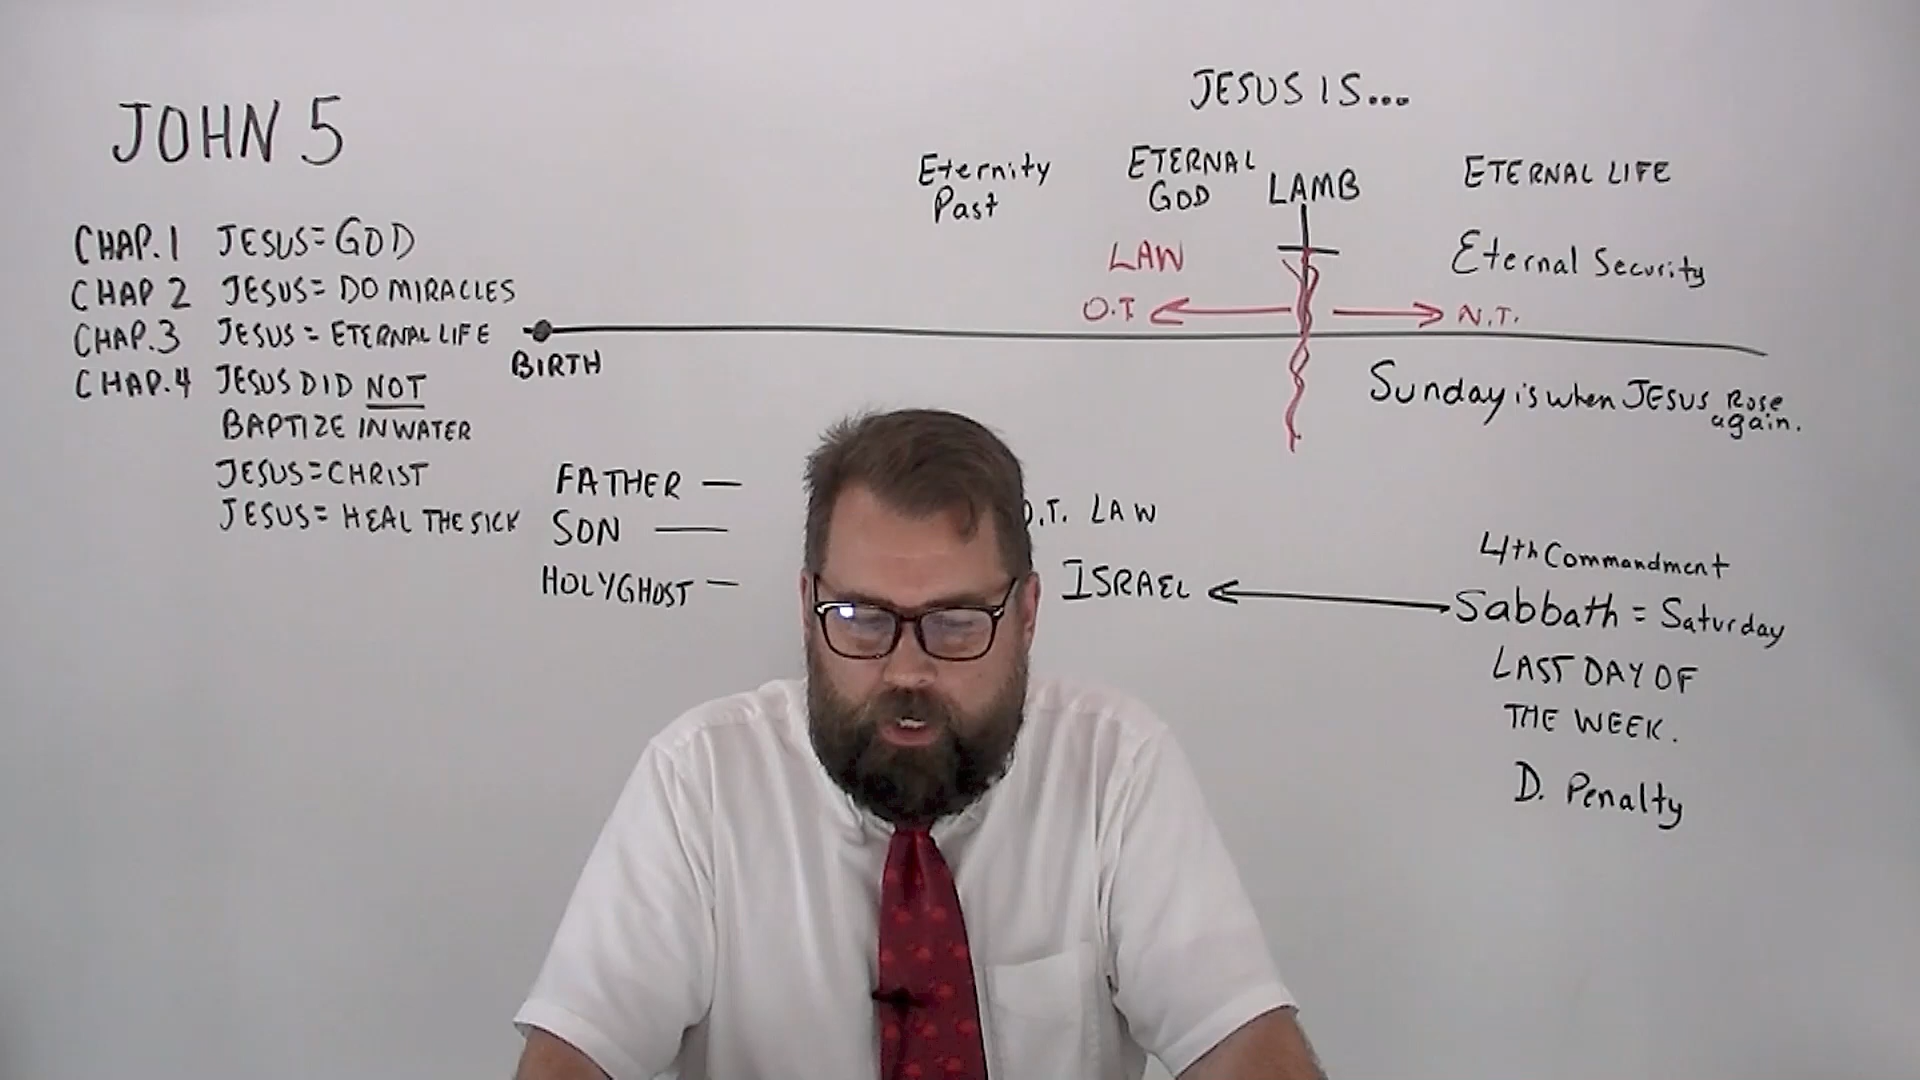 JOHN 5
CHAP.1 JESUS=GOD
CHAP 2 JESUS= DO MIRACLES
CHAP.3 JESUS = ETERNAL LIFE
CHAP.4 JESUS DID NOT
BAPTIZE IN WATER
JESUS=CHRIST
JESUS= HEAL THE SICK
BIRTH
FATHER —
SON —
HOLYGHOST —
JESUS IS...
Eternity
Past
ETERNAL
GOD
LAMB
ETERNAL LIFE
LAW
Eternal Security
O.T.
N.T.
Sunday is when JESUS Rose
again.
.T. LAW
ISRAEL
4th Commandment
Sabbath = Saturday
LAST DAY OF
THE WEEK.
D. Penalty